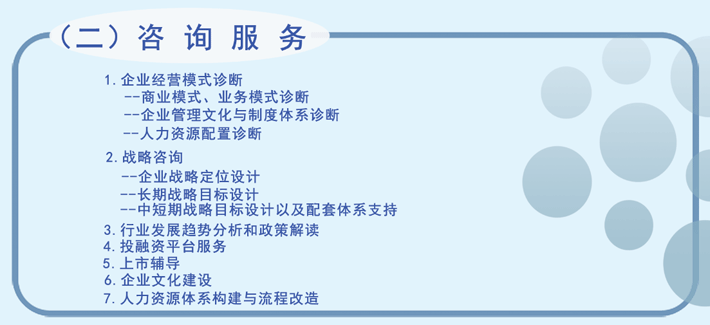 （二）咨询服务
1.企业经营模式诊断
--商业模式、业务模式诊断
--企业管理文化与制度体系诊断
--人力资源配置诊断
2.战略咨询
--企业战略定位设计
--长期战略目标设计
--中短期战略目标设计以及配套体系支持
3.行业发展趋势分析和政策解读
4.投融资平台服务
5.上市辅导
6.企业文化建设
7.人力资源体系构建与流程改造